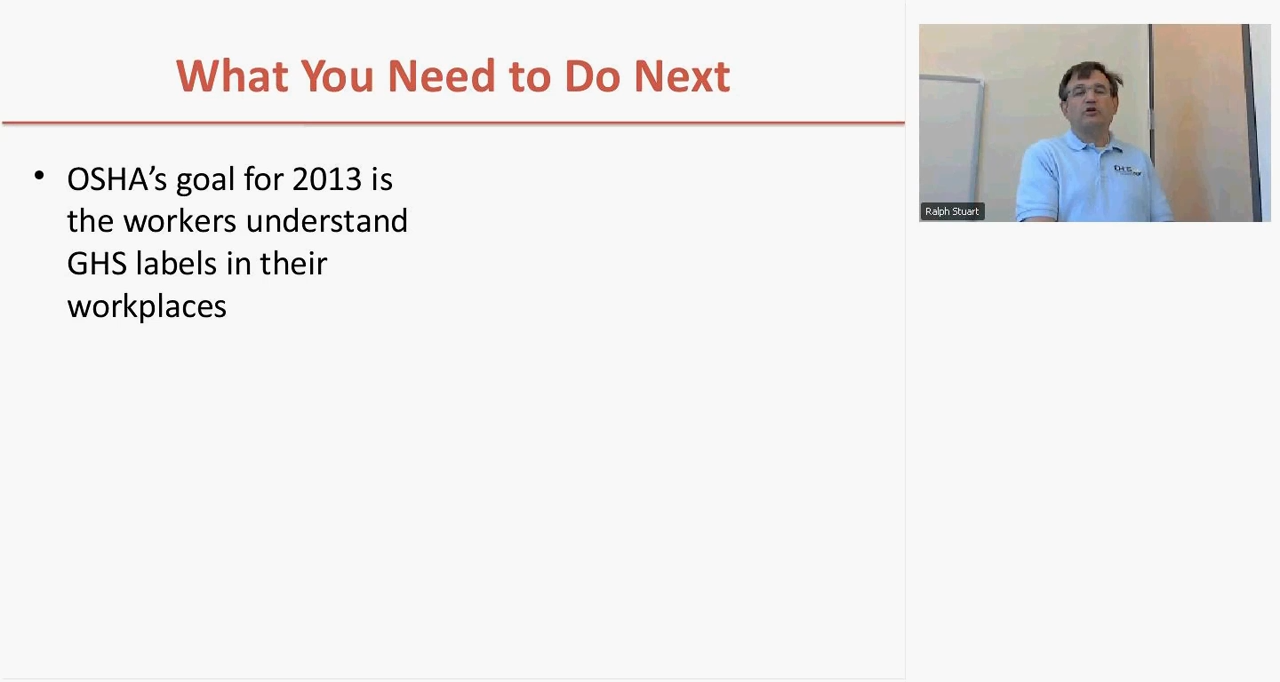 What You Need to Do Next
• OSHA’s goal for 2013 is
the workers understand
GHS labels in their
workplaces
Ralph Stuart